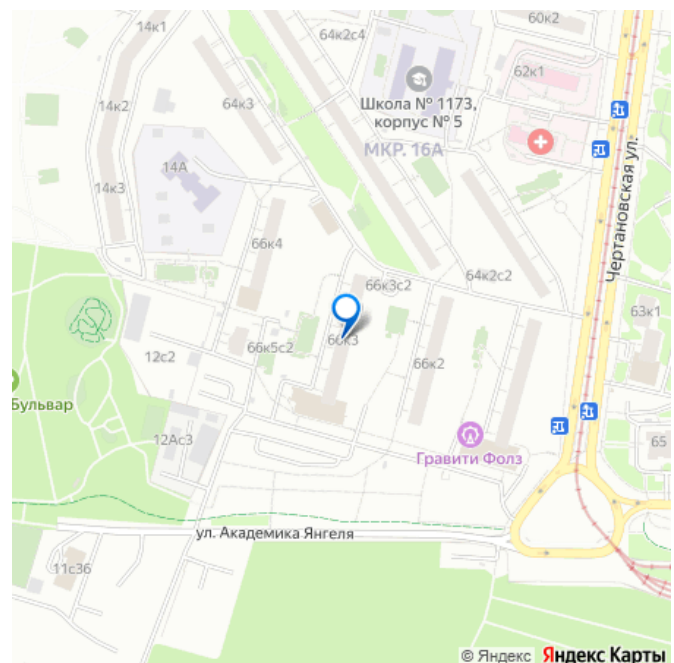 14к1
64к2с4
60к2
62к1
Школа № 1173,
корпус № 5
14к2
64к3
МКР. 16А
14А
14к3
Чертановская ул.
66к4
66к3с2
64к2с2
63к1
66к3
12с2
66к5с2
66к2
Бульвар
12Ас3
Гравити Фолз
65
ул. Академика Янгеля
11с36
© Яндекс Яндекс Карты